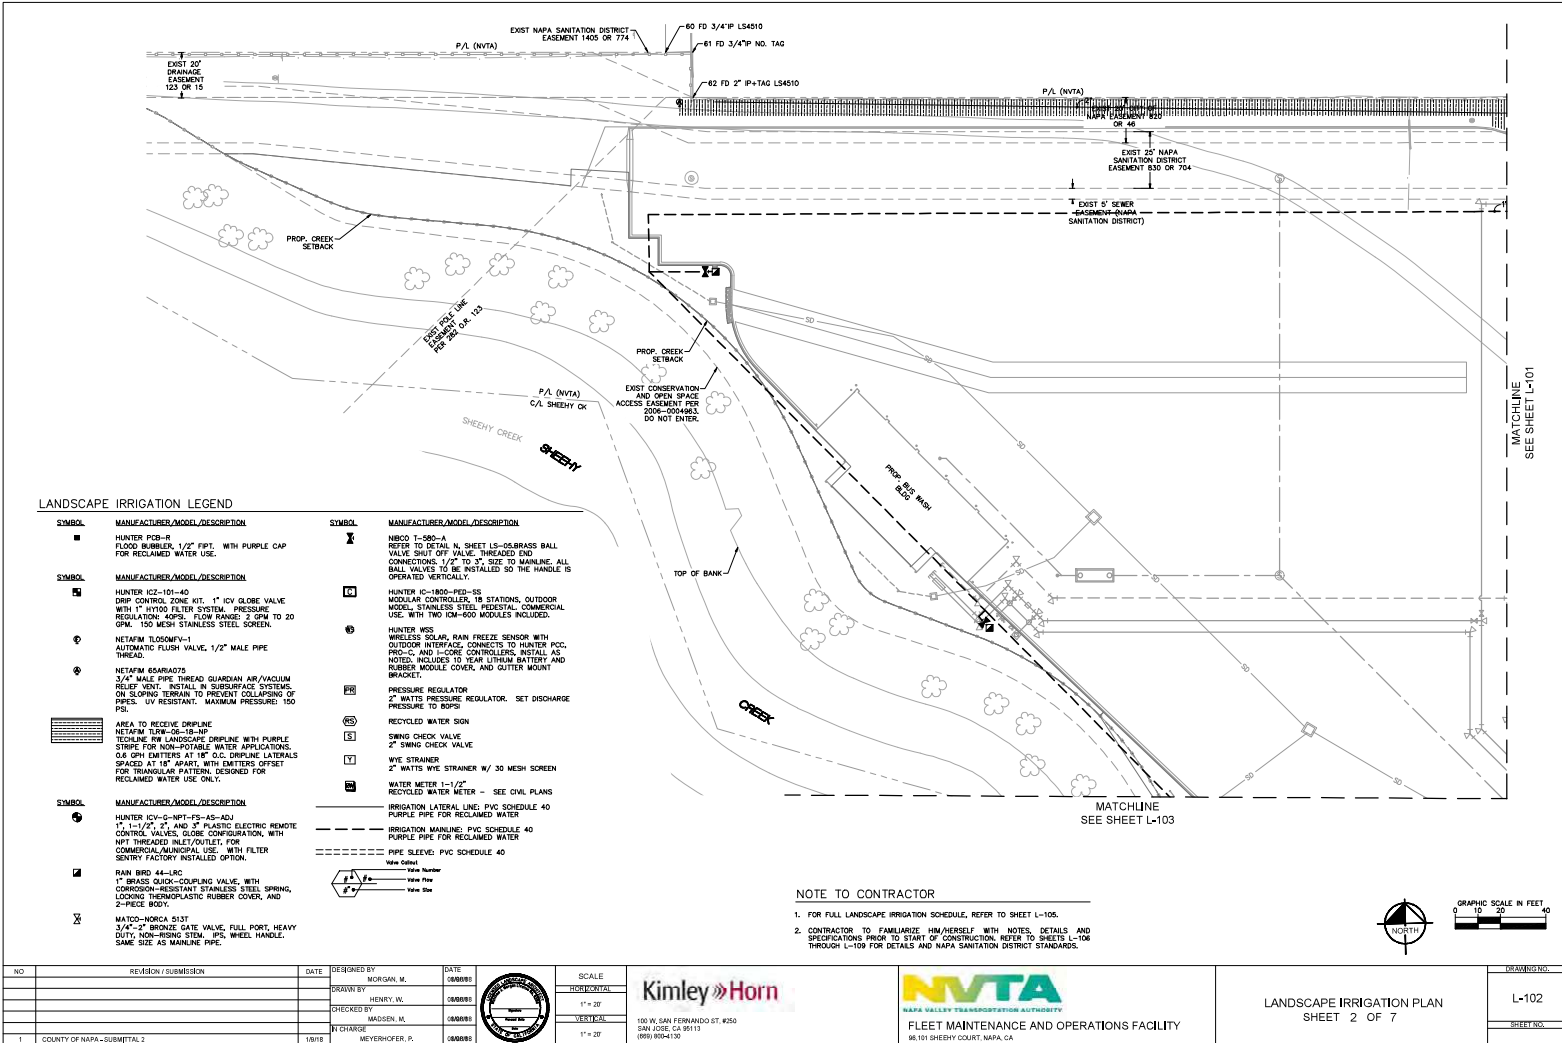 EXIST NAPA SANITATION DISTRICT
EASEMENT 1405 OR 774
60 FD 3/4"IP LS4510
61 FD 3/4"IP NO. TAG
62 FD 2" IP+TAG LS4510
P/L (NVTA)
EXIST 20'
DRAINAGE
EASEMENT
123 OR 15
P/L (NVTA)
2"
EXIST 20' CITY OF
NAPA EASEMENT 820
OR 46
EXIST 25' NAPA
SANITATION DISTRICT
EASEMENT 830 OR 704
EXIST 5' SEWER
EASEMENT (NAPA
SANITATION DISTRICT)
1"
PROP. CREEK
SETBACK
EXIST POLE LINE
EASEMENT
PER 282 O.R. 123
PROP. CREEK
SETBACK
P/L (NVTA)
C/L SHEEHY CK
EXIST CONSERVATION
AND OPEN SPACE
ACCESS EASEMENT PER
2006-0004963.
DO NOT ENTER.
SHEEHY CREEK
SHEEHY
CREEK
TOP OF BANK
PROP. BUS WASH
BLDG
SD
SD
SD
SD
SD
SD
SD
SD
MATCHLINE
SEE SHEET L-101
MATCHLINE
SEE SHEET L-103
LANDSCAPE IRRIGATION LEGEND
SYMBOL MANUFACTURER/MODEL/DESCRIPTION
HUNTER PCB-R
FLOOD BUBBLER, 1/2" FIPT. WITH PURPLE CAP
FOR RECLAIMED WATER USE.
SYMBOL MANUFACTURER/MODEL/DESCRIPTION
HUNTER ICZ-101-40
DRIP CONTROL ZONE KIT. 1" ICV GLOBE VALVE
WITH 1" HY100 FILTER SYSTEM. PRESSURE
REGULATION: 40PSI. FLOW RANGE: 2 GPM TO 20
GPM. 150 MESH STAINLESS STEEL SCREEN.
NETAFIM TL050MFV-1
AUTOMATIC FLUSH VALVE, 1/2" MALE PIPE
THREAD.
NETAFIM 65ARIA075
3/4" MALE PIPE THREAD GUARDIAN AIR/VACUUM
RELIEF VENT. INSTALL IN SUBSURFACE SYSTEMS.
ON SLOPING TERRAIN TO PREVENT COLLAPSING OF
PIPES. UV RESISTANT. MAXIMUM PRESSURE: 150
PSI.
AREA TO RECEIVE DRIPLINE
NETAFIM TLRW-06-18-NP
TECHLINE RW LANDSCAPE DRIPLINE WITH PURPLE
STRIPE FOR NON-POTABLE WATER APPLICATIONS.
0.6 GPH EMITTERS AT 18" O.C. DRIPLINE LATERALS
SPACED AT 18" APART, WITH EMITTERS OFFSET
FOR TRIANGULAR PATTERN. DESIGNED FOR
RECLAIMED WATER USE ONLY.
SYMBOL MANUFACTURER/MODEL/DESCRIPTION
HUNTER ICV-G-NPT-FS-AS-ADJ
1", 1-1/2", 2", AND 3" PLASTIC ELECTRIC REMOTE
CONTROL VALVES, GLOBE CONFIGURATION, WITH
NPT THREADED INLET/OUTLET, FOR
COMMERCIAL/MUNICIPAL USE. WITH FILTER
SENTRY FACTORY INSTALLED OPTION.
RAIN BIRD 44-LRC
1" BRASS QUICK-COUPLING VALVE, WITH
CORROSION-RESISTANT STAINLESS STEEL SPRING,
LOCKING THERMOPLASTIC RUBBER COVER, AND
2-PIECE BODY.
MATCO-NORCA 513T
3/4"-2" BRONZE GATE VALVE, FULL PORT, HEAVY
DUTY, NON-RISING STEM. IPS, WHEEL HANDLE.
SAME SIZE AS MAINLINE PIPE.
SYMBOL MANUFACTURER/MODEL/DESCRIPTION
NIBCO T-580-A
REFER TO DETAIL N, SHEET LS-05.BRASS BALL
VALVE SHUT OFF VALVE. THREADED END
CONNECTIONS. 1/2" TO 3", SIZE TO MAINLINE. ALL
BALL VALVES TO BE INSTALLED SO THE HANDLE IS
OPERATED VERTICALLY.
C HUNTER IC-1800-PED-SS
MODULAR CONTROLLER, 18 STATIONS, OUTDOOR
MODEL, STAINLESS STEEL PEDESTAL. COMMERCIAL
USE. WITH TWO ICM-600 MODULES INCLUDED.
HUNTER WSS
WIRELESS SOLAR, RAIN FREEZE SENSOR WITH
OUTDOOR INTERFACE, CONNECTS TO HUNTER PCC,
PRO-C, AND I-CORE CONTROLLERS, INSTALL AS
NOTED. INCLUDES 10 YEAR LITHIUM BATTERY AND
RUBBER MODULE COVER, AND GUTTER MOUNT
BRACKET.
PR PRESSURE REGULATOR
2" WATTS PRESSURE REGULATOR. SET DISCHARGE
PRESSURE TO 80PSI
RS RECYCLED WATER SIGN
S SWING CHECK VALVE
2" SWING CHECK VALVE
Y WYE STRAINER
2" WATTS WYE STRAINER W/ 30 MESH SCREEN
WATER METER 1-1/2"
RECYCLED WATER METER - SEE CIVIL PLANS
IRRIGATION LATERAL LINE: PVC SCHEDULE 40
PURPLE PIPE FOR RECLAIMED WATER
IRRIGATION MAINLINE: PVC SCHEDULE 40
PURPLE PIPE FOR RECLAIMED WATER
PIPE SLEEVE: PVC SCHEDULE 40
Valve Callout
# Valve Number
# Valve Flow
#" Valve Size
NOTE TO CONTRACTOR
1. FOR FULL LANDSCAPE IRRIGATION SCHEDULE, REFER TO SHEET L-105.
2. CONTRACTOR TO FAMILIARIZE HIM/HERSELF WITH NOTES, DETAILS AND
SPECIFICATIONS PRIOR TO START OF CONSTRUCTION. REFER TO SHEETS L-106
THROUGH L-109 FOR DETAILS AND NAPA SANITATION DISTRICT STANDARDS.
NORTH
GRAPHIC SCALE IN FEET
0 10 20 40
NO REVISION / SUBMISSION DATE
1 COUNTY OF NAPA - SUBMITTAL 2 1/9/18
DESIGNED BY DATE
MORGAN, M.
DRAWN BY
HENRY, W.
CHECKED BY
MADSEN, M.
IN CHARGE
MEYERHOFER, P.
SCALE
HORIZONTAL
1" = 20'
VERTICAL
1" = 20'
Kimley»Horn
100 W. SAN FERNANDO ST, #250
SAN JOSE, CA 95113
(669) 800-4130
NVTA
NAPA VALLEY TRANSPORTATION AUTHORITY
FLEET MAINTENANCE AND OPERATIONS FACILITY
96,101 SHEEHY COURT, NAPA, CA
LANDSCAPE IRRIGATION PLAN
SHEET 2 OF 7
DRAWING NO.
L-102
SHEET NO.